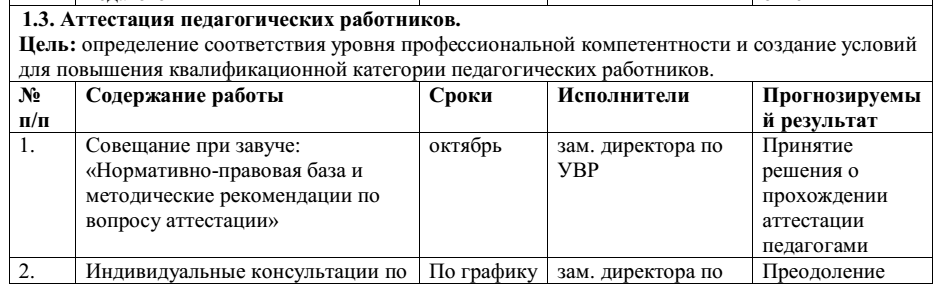 1.3. Аттестация педагогических работников.
Цель: определение соответствия уровня профессиональной компетентности и создание условий
для повышения квалификационной категории педагогических работников.
№ п/п Содержание работы Сроки Исполнители Прогнозируемы
й результат
1. Совещание при завуче: октябрь зам. директора по Принятие
«Нормативно-правовая база и УВР решения о
методические рекомендации по прохождении
вопросу аттестации» аттестации
педагогами
2. Индивидуальные консультации по По графику зам. директора по Преодоление